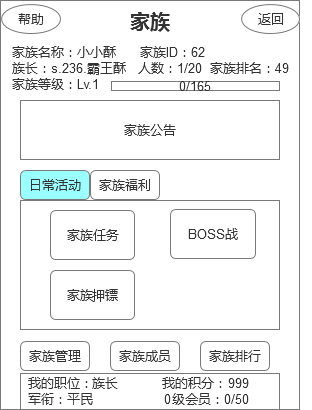 帮助 家族 返回
家族名称：小小酥 家族ID：62
族长：s.236.霸王酥 人数：1/20 家族排名：49
家族等级：Lv.1 0/165
家族公告
日常活动 家族福利
家族任务 BOSS战
家族押镖
家族管理 家族成员 家族排行
我的职位：族长 我的积分：999
军衔：平民 0级会员：0/50